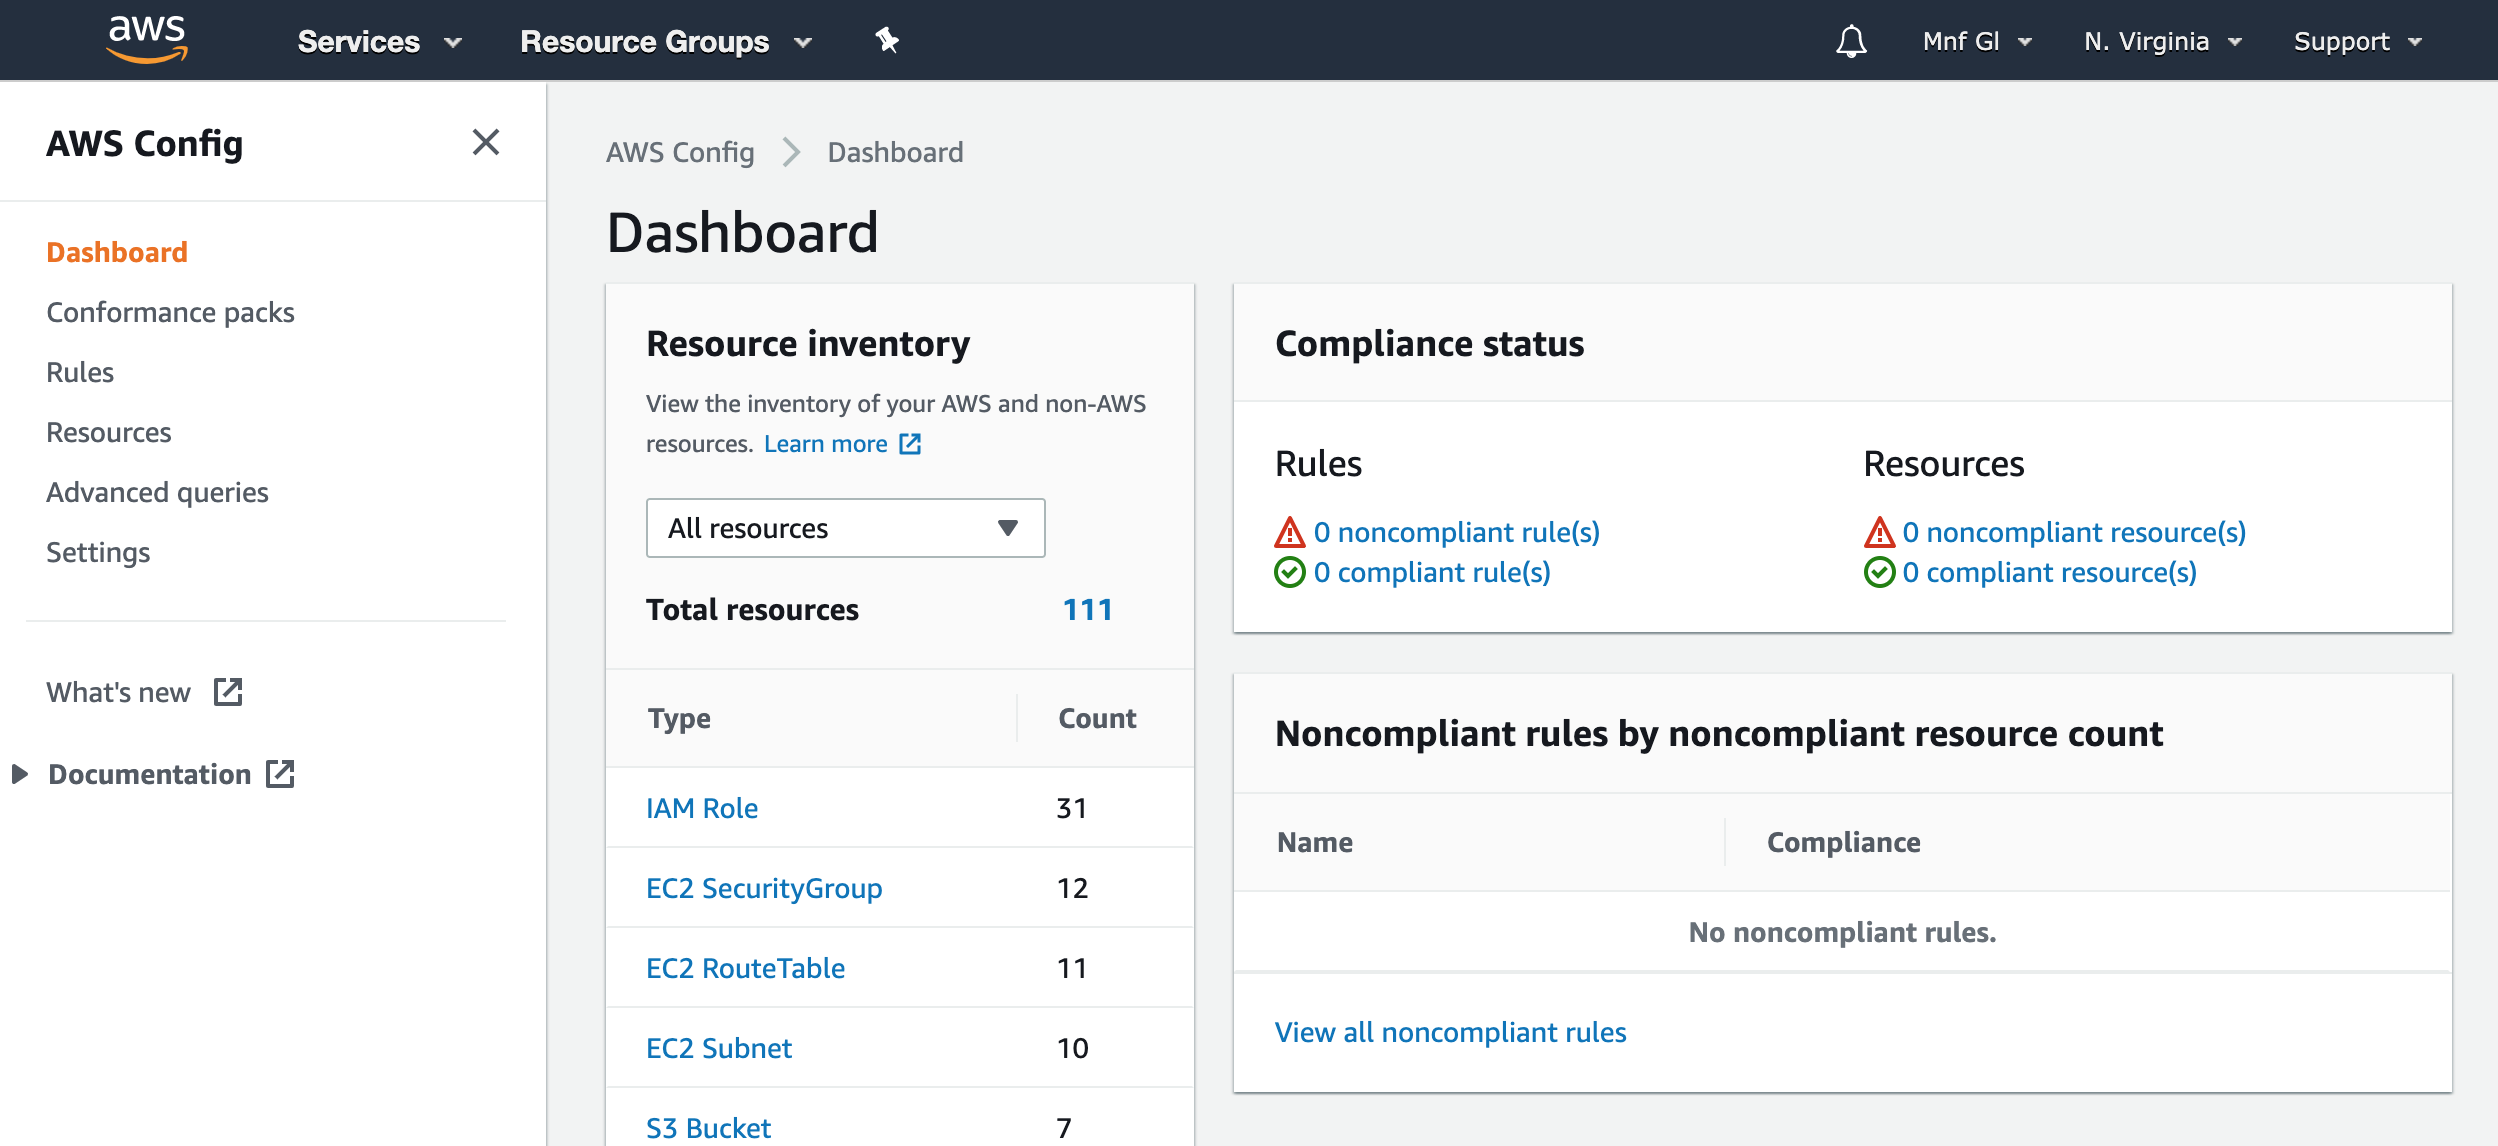 aws
Services
Resource Groups
Mnf Gl
N. Virginia
Support
AWS Config
Dashboard
Conformance packs
Rules
Resources
Advanced queries
Settings
What's new
Documentation
AWS Config
Dashboard
Dashboard
Resource inventory
View the inventory of your AWS and non-AWS
resources. Learn more
All resources
Total resources 111
Type Count
IAM Role 31
EC2 SecurityGroup 12
EC2 RouteTable 11
EC2 Subnet 10
S3 Bucket 7
Compliance status
Rules
0 noncompliant rule(s)
0 compliant rule(s)
Resources
0 noncompliant resource(s)
0 compliant resource(s)
Noncompliant rules by noncompliant resource count
Name Compliance
No noncompliant rules.
View all noncompliant rules